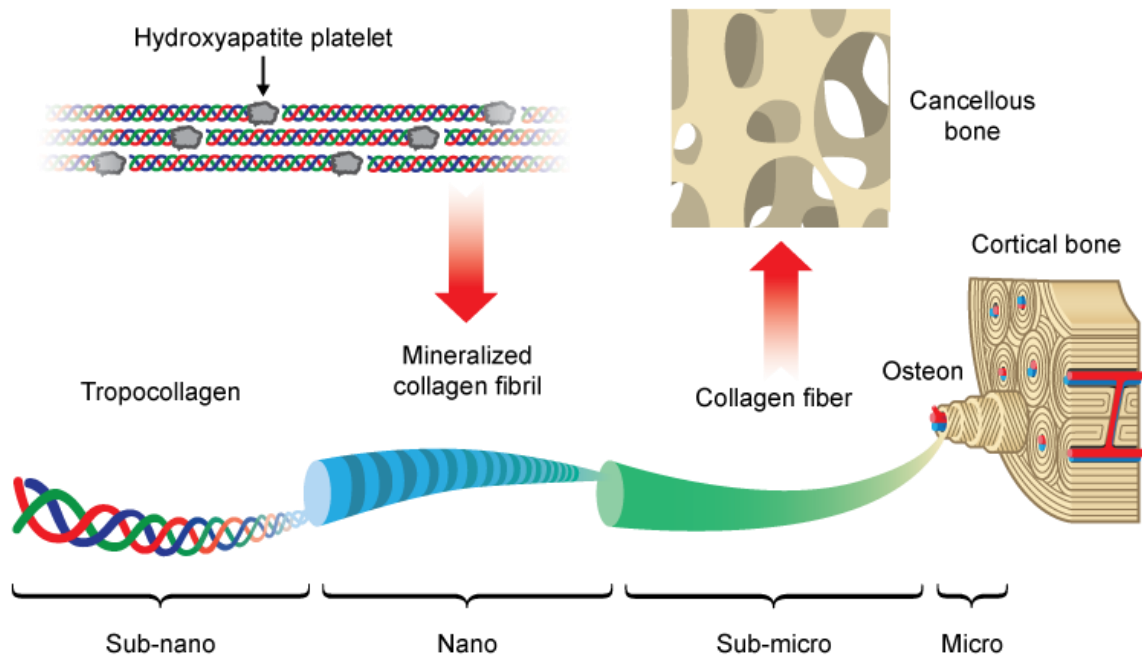 Hydroxyapatite platelet
Cancellous
bone
Cortical bone
Mineralized
collagen fibril
Tropocollagen
Collagen fiber
Osteon
Sub-nano
Nano
Sub-micro
Micro